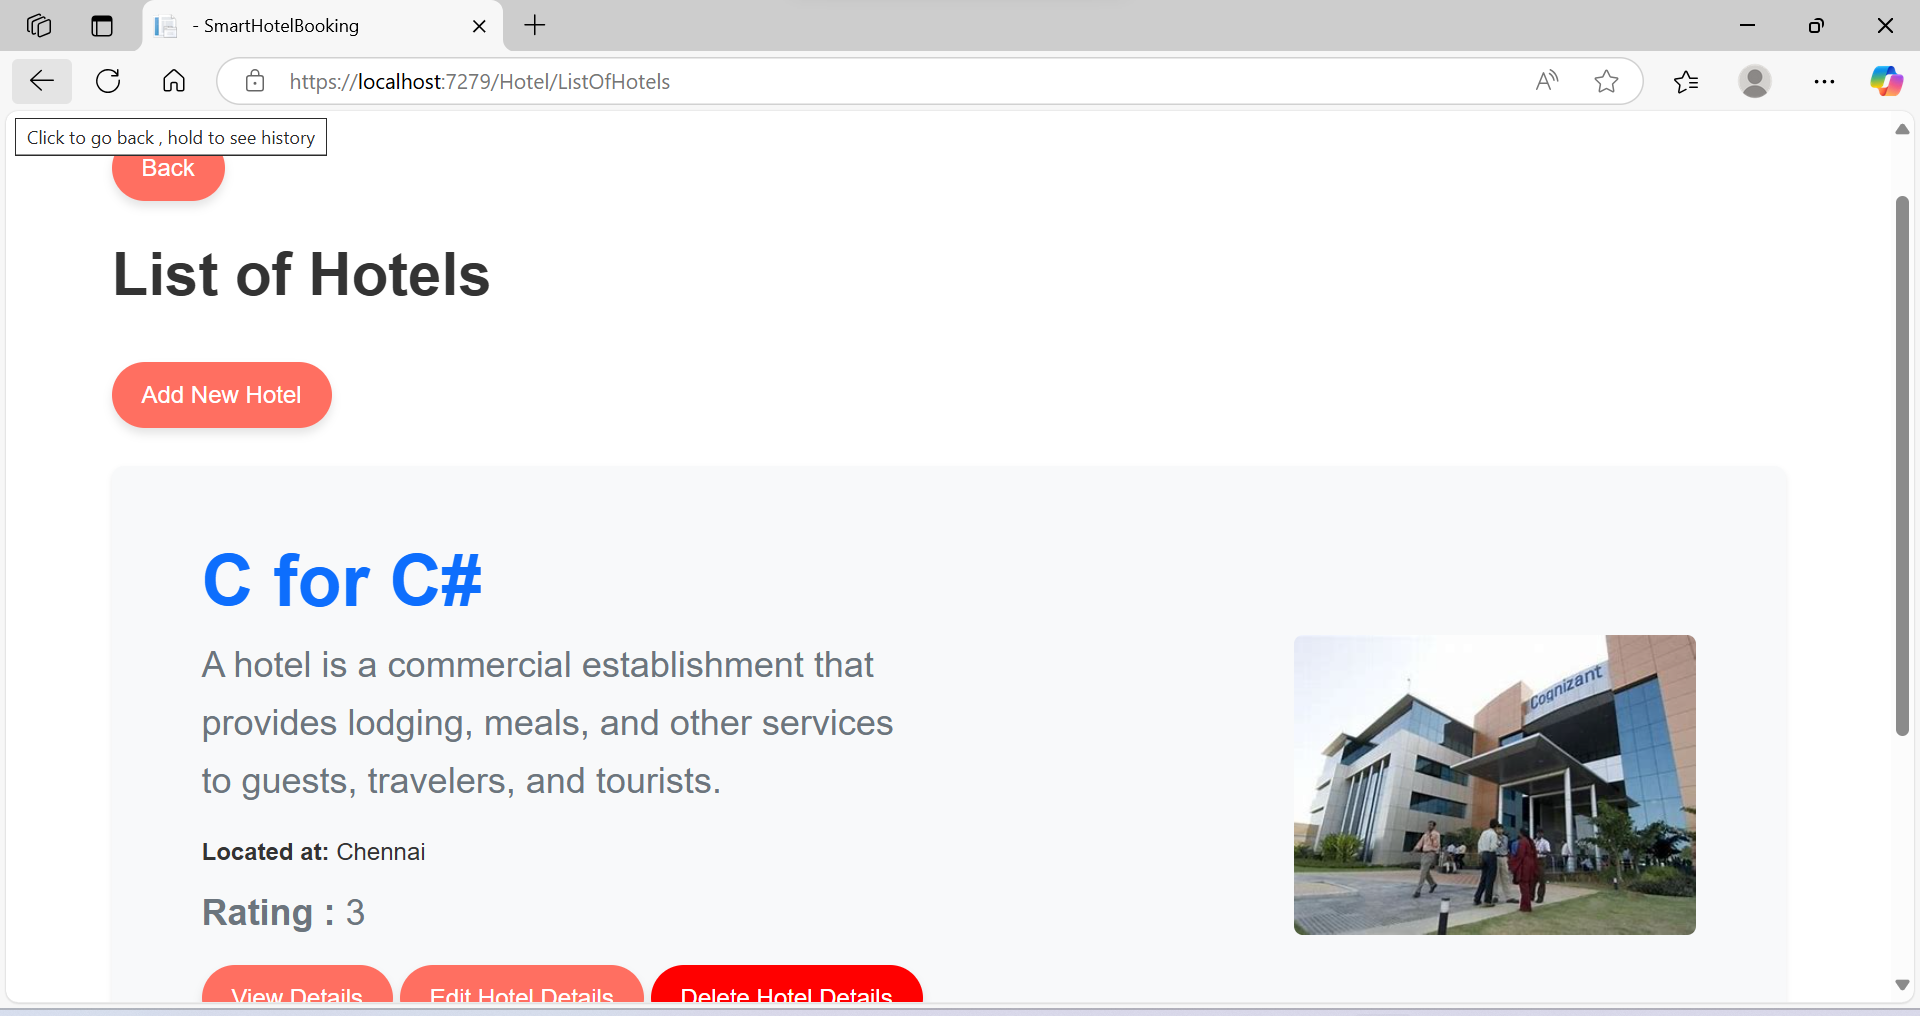 - SmartHotelBooking
https://localhost:7279/Hotel/ListOfHotels
Click to go back , hold to see history
Back
List of Hotels
Add New Hotel
C for C#
A hotel is a commercial establishment that
provides lodging, meals, and other services
to guests, travelers, and tourists.
Cognizant
Located at: Chennai
Rating : 3
View Details
Edit Hotel Details
Delete Hotel Details